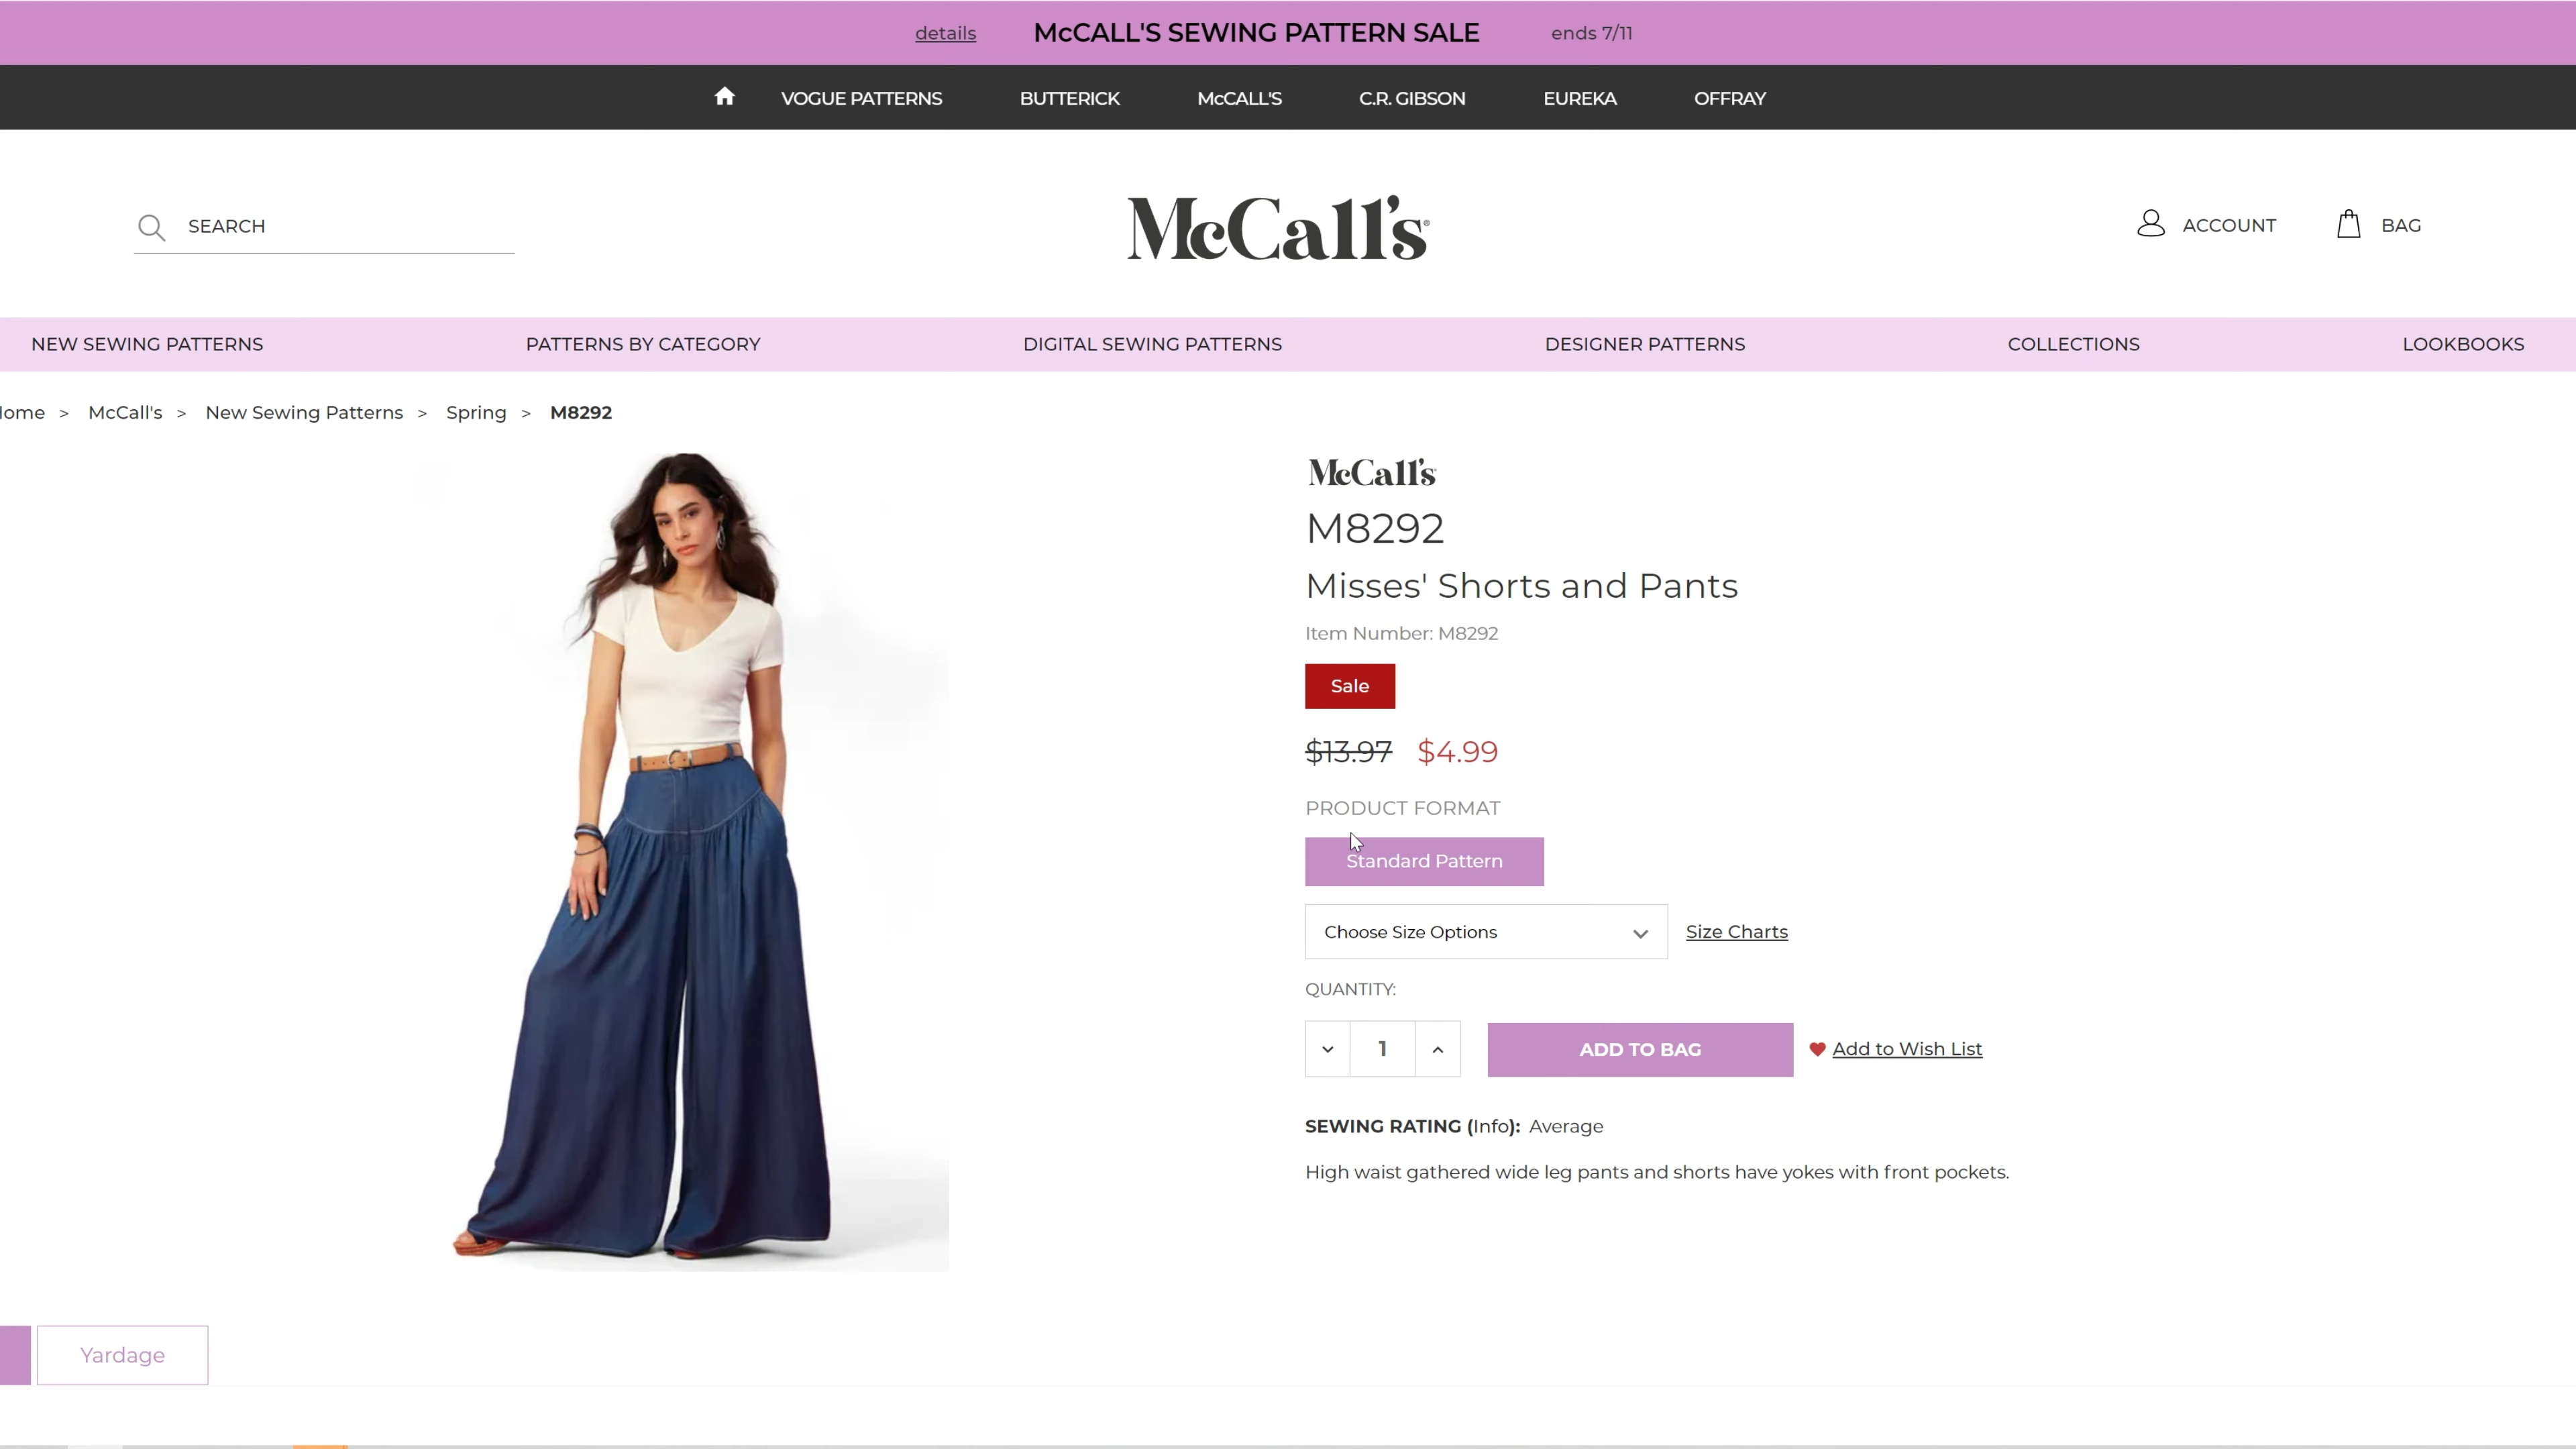 details McCALL'S SEWING PATTERN SALE ends 7/11
VOGUE PATTERNS BUTTERICK McCALL'S C.R. GIBSON EUREKA OFFRAY
SEARCH McCall's® ACCOUNT BAG
NEW SEWING PATTERNS PATTERNS BY CATEGORY DIGITAL SEWING PATTERNS DESIGNER PATTERNS COLLECTIONS LOOKBOOKS
ome > McCall's > New Sewing Patterns > Spring > M8292
McCall's
M8292
Misses' Shorts and Pants
Item Number: M8292
Sale
$13.97 $4.99
PRODUCT FORMAT
Standard Pattern
Choose Size Options Size Charts
QUANTITY:
1 ADD TO BAG Add to Wish List
SEWING RATING (Info): Average
High waist gathered wide leg pants and shorts have yokes with front pockets.
Yardage